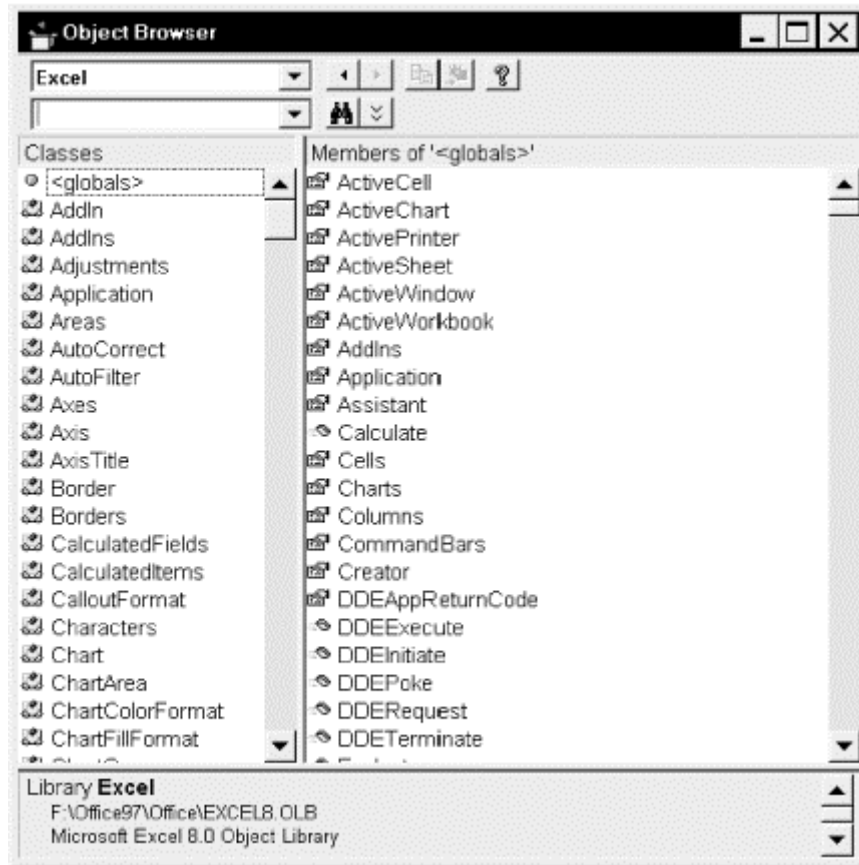 Object Browser
Excel
Classes
<globals>
AddIn
AddIns
Adjustments
Application
Areas
AutoCorrect
AutoFilter
Axes
Axis
AxisTitle
Border
Borders
CalculatedFields
CalculatedItems
CalloutFormat
Characters
Chart
ChartArea
ChartColorFormat
ChartFillFormat
Members of '<globals>'
ActiveCell
ActiveChart
ActivePrinter
ActiveSheet
ActiveWindow
ActiveWorkbook
AddIns
Application
Assistant
Calculate
Cells
Charts
Columns
CommandBars
Creator
DDEAppReturnCode
DDEExecute
DDEInitiate
DDEPoke
DDERequest
DDETerminate
Library Excel
F:\Office97\Office\EXCEL8.OLB
Microsoft Excel 8.0 Object Library